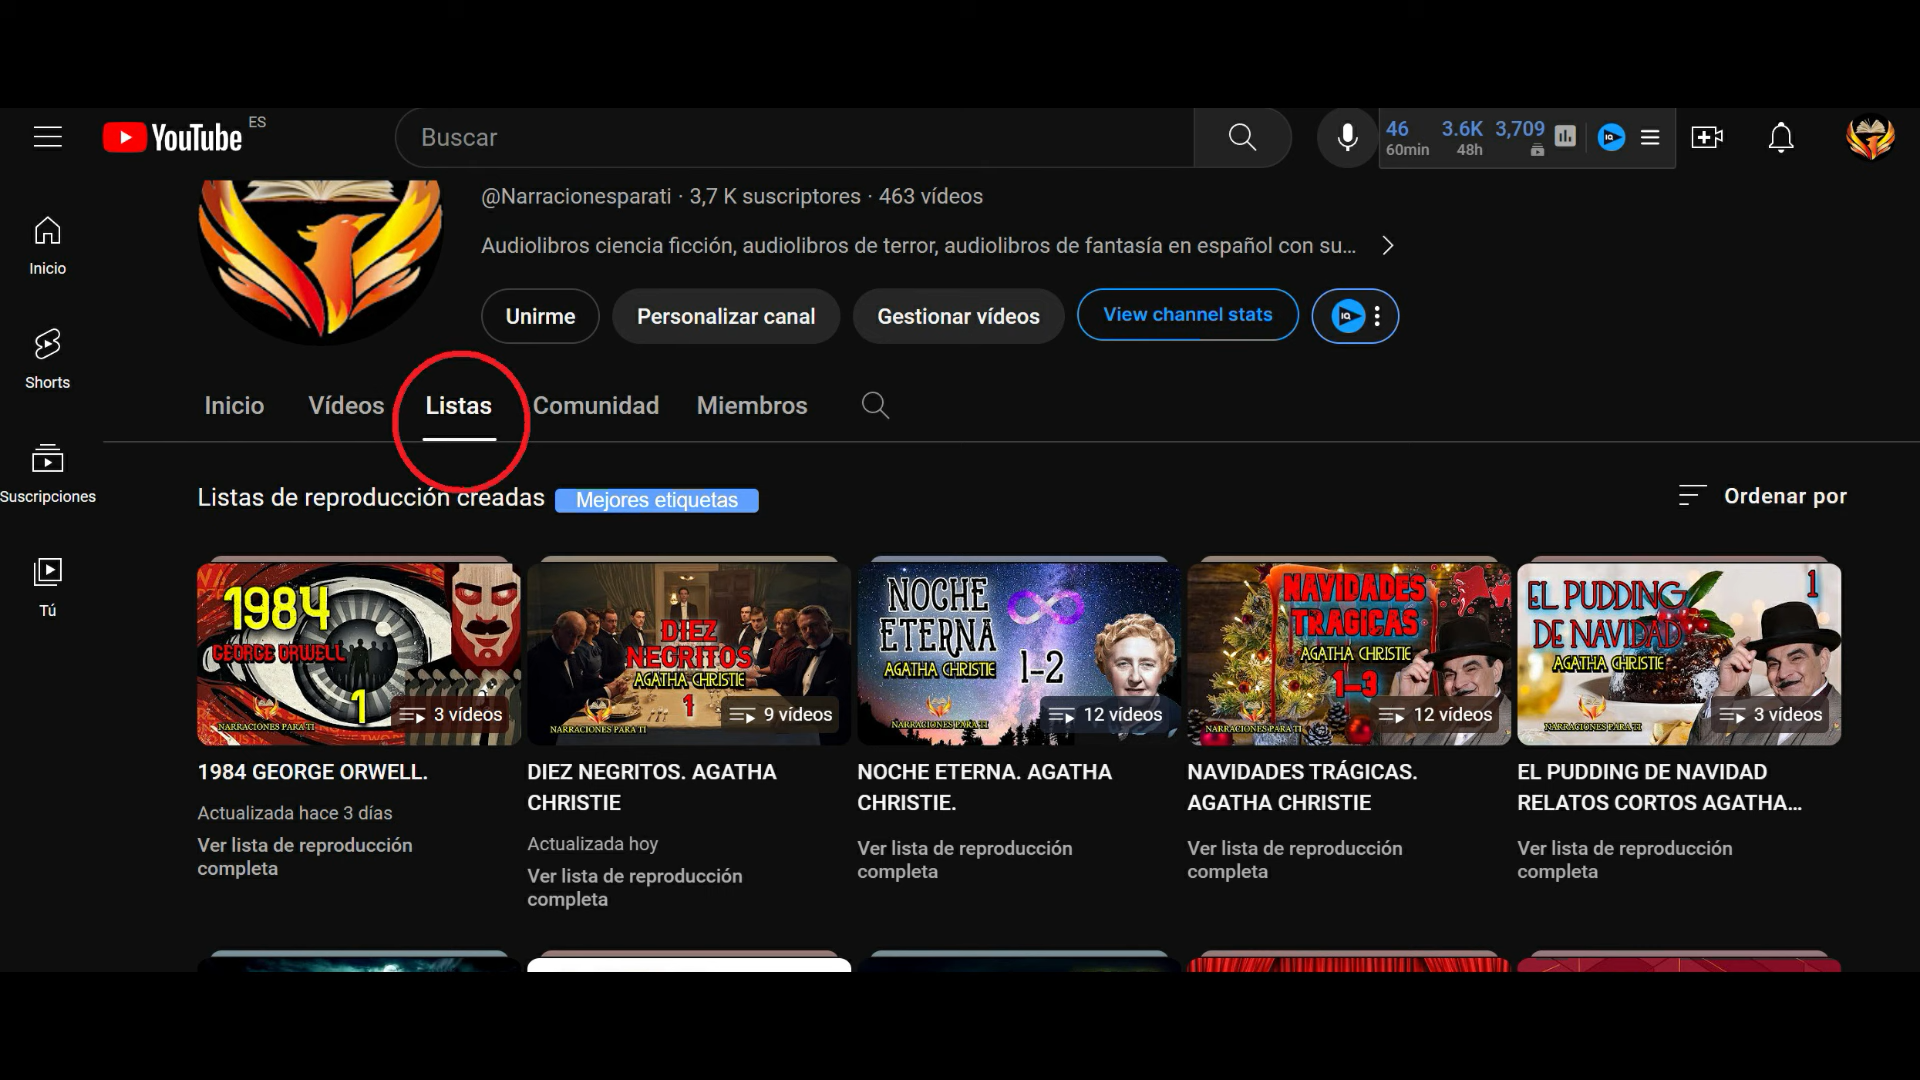 YouTube ES
Buscar
46 3.6K 3,709
60min 48h
IQ
@Narracionesparati · 3,7 K suscriptores · 463 vídeos
Audiolibros ciencia ficción, audiolibros de terror, audiolibros de fantasía en español con su...
Unirme
Personalizar canal
Gestionar vídeos
View channel stats
IQ
Inicio
Shorts
Suscripciones
Tú
Inicio
Vídeos
Listas
Comunidad
Miembros
Listas de reproducción creadas
Mejores etiquetas
Ordenar por
1984
GEORGE ORWELL
1
NARRACIONES PARA TI
3 vídeos
1984 GEORGE ORWELL.
Actualizada hace 3 días
Ver lista de reproducción
completa
DIEZ
NEGRITOS
AGATHA CHRISTIE
1
NARRACIONES PARA TI
9 vídeos
DIEZ NEGRITOS. AGATHA
CHRISTIE
Actualizada hoy
Ver lista de reproducción
completa
NOCHE
ETERNA
AGATHA CHRISTIE
1-2
NARRACIONES PARA TI
12 vídeos
NOCHE ETERNA. AGATHA
CHRISTIE.
Ver lista de reproducción
completa
NAVIDADES
TRAGICAS
AGATHA CHRISTIE
1-3
NARRACIONES PARA TI
12 vídeos
NAVIDADES TRÁGICAS.
AGATHA CHRISTIE
Ver lista de reproducción
completa
EL PUDDING
DE NAVIDAD
AGATHA CHRISTIE
1
NARRACIONES PARA TI
3 vídeos
EL PUDDING DE NAVIDAD
RELATOS CORTOS AGATHA...
Ver lista de reproducción
completa